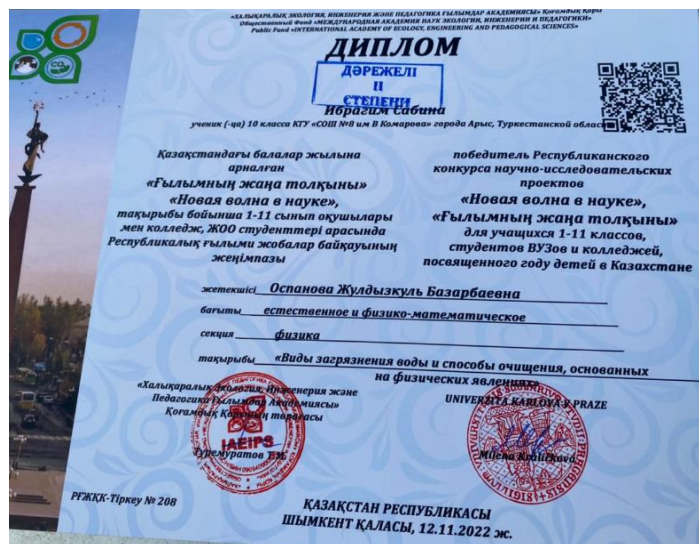 «ХАЛЫҚАРАЛЫҚ ЭКОЛОГИЯ, ИНЖЕНЕРИЯ ЖӘНЕ ПЕДАГОГИКА ҒЫЛЫМДАР АКАДЕМИЯСЫ» Қоғамдық Қоры
Общественный Фонд «МЕЖДУНАРОДНАЯ АКАДЕМИЯ НАУК ЭКОЛОГИИ, ИНЖЕНЕРИИ И ПЕДАГОГИКИ»
Public Fund «INTERNATIONAL ACADEMY OF ECOLOGY, ENGINEERING AND PEDAGOGICAL SCIENCES»
ДИПЛОМ
ДӘРЕЖЕЛІ
II
СТЕПЕНИ
Ибрагим Сабина
ученик (-ца) 10 класса КГУ «СОШ №8 им В Комарова» города Арыс, Туркестанской
Қазақстандағы балалар жылына
арналған
«Ғылымның жаңа толқыны»
«Новая волна в науке»,
тақырыбы бойынша 1-11 сынып оқушылары
мен колледж, ЖОО студенттері арасында
Республикалық ғылыми жобалар байқауының
жеңімпазы
победитель Республиканского
конкурса научно-исследовательских
проектов
«Новая волна в науке»,
«Ғылымның жаңа толқыны»
для учащихся 1-11 классов,
студентов ВУЗов и колледжей,
посвященного году детей в Казахстане
жетекшісі Оспанова Жулдызкуль Базарбаевна
бағыты естественное и физико-математическое
секция физика
тақырыбы «Виды загрязнения воды и способы очищения, основанных
на физических явлениях»
«Халықаралық Экология, Инженерия және
Педагогика Ғылымдар Академиясы»
Қоғамдық Қорының төрағасы
IAEIPS
Туремуратов Т.М.
UNIVERZITA KARLOVA V PRAZE
Milena Králíčková
РҒЖҚК-Тіркеу № 208
ҚАЗАҚСТАН РЕСПУБЛИКАСЫ
ШЫМКЕНТ ҚАЛАСЫ, 12.11.2022 ж.